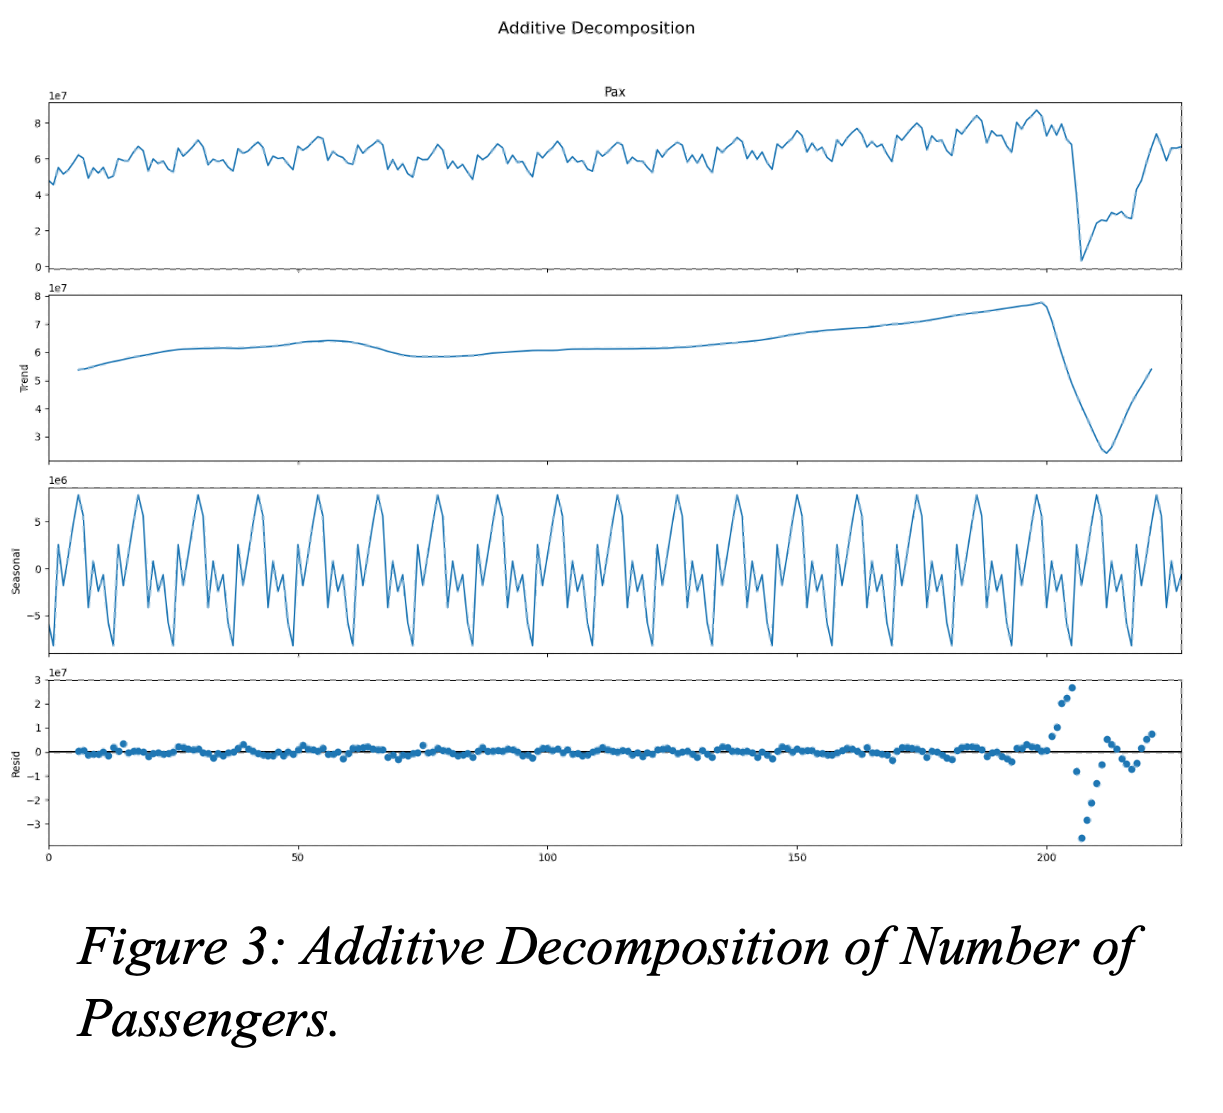 Additive Decomposition
Pax
1e7
8
6
4
2
0
1e7
8
7
6
5
4
3
Trend
1e6
5
0
−5
Seasonal
1e7
3
2
1
0
−1
−2
−3
Resid
0 50 100 150 200
Figure 3: Additive Decomposition of Number of
Passengers.